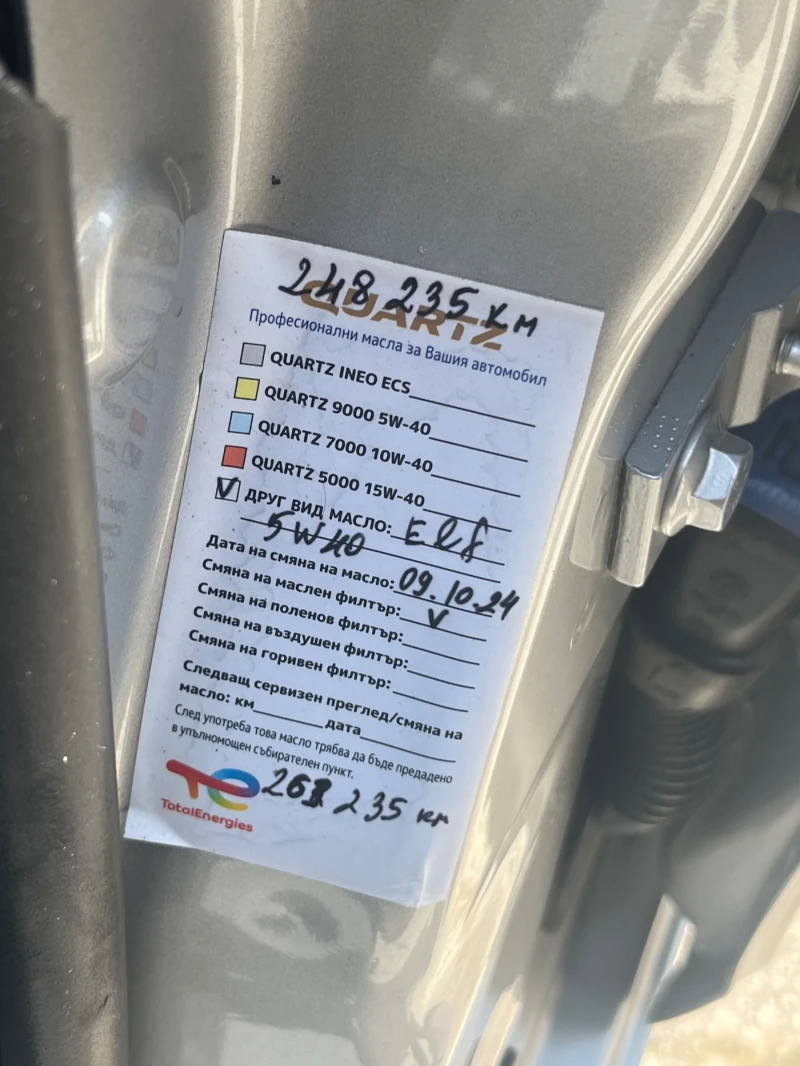 248 235 км
QUARTZ
Професионални масла за Вашия автомобил
QUARTZ INEO ECS
QUARTZ 9000 5W-40
QUARTZ 7000 10W-40
QUARTZ 5000 15W-40
V ДРУГ ВИД МАСЛО: Elf
5W40
Дата на смяна на масло: 09.10.24
Смяна на маслен филтър: V
Смяна на поленов филтър:
Смяна на въздушен филтър:
Смяна на горивен филтър:
Следващ сервизен преглед/смяна на
масло: км дата
След употреба това масло трябва да бъде предадено
в упълномощен събирателен пункт.
235 км
TotalEnergies